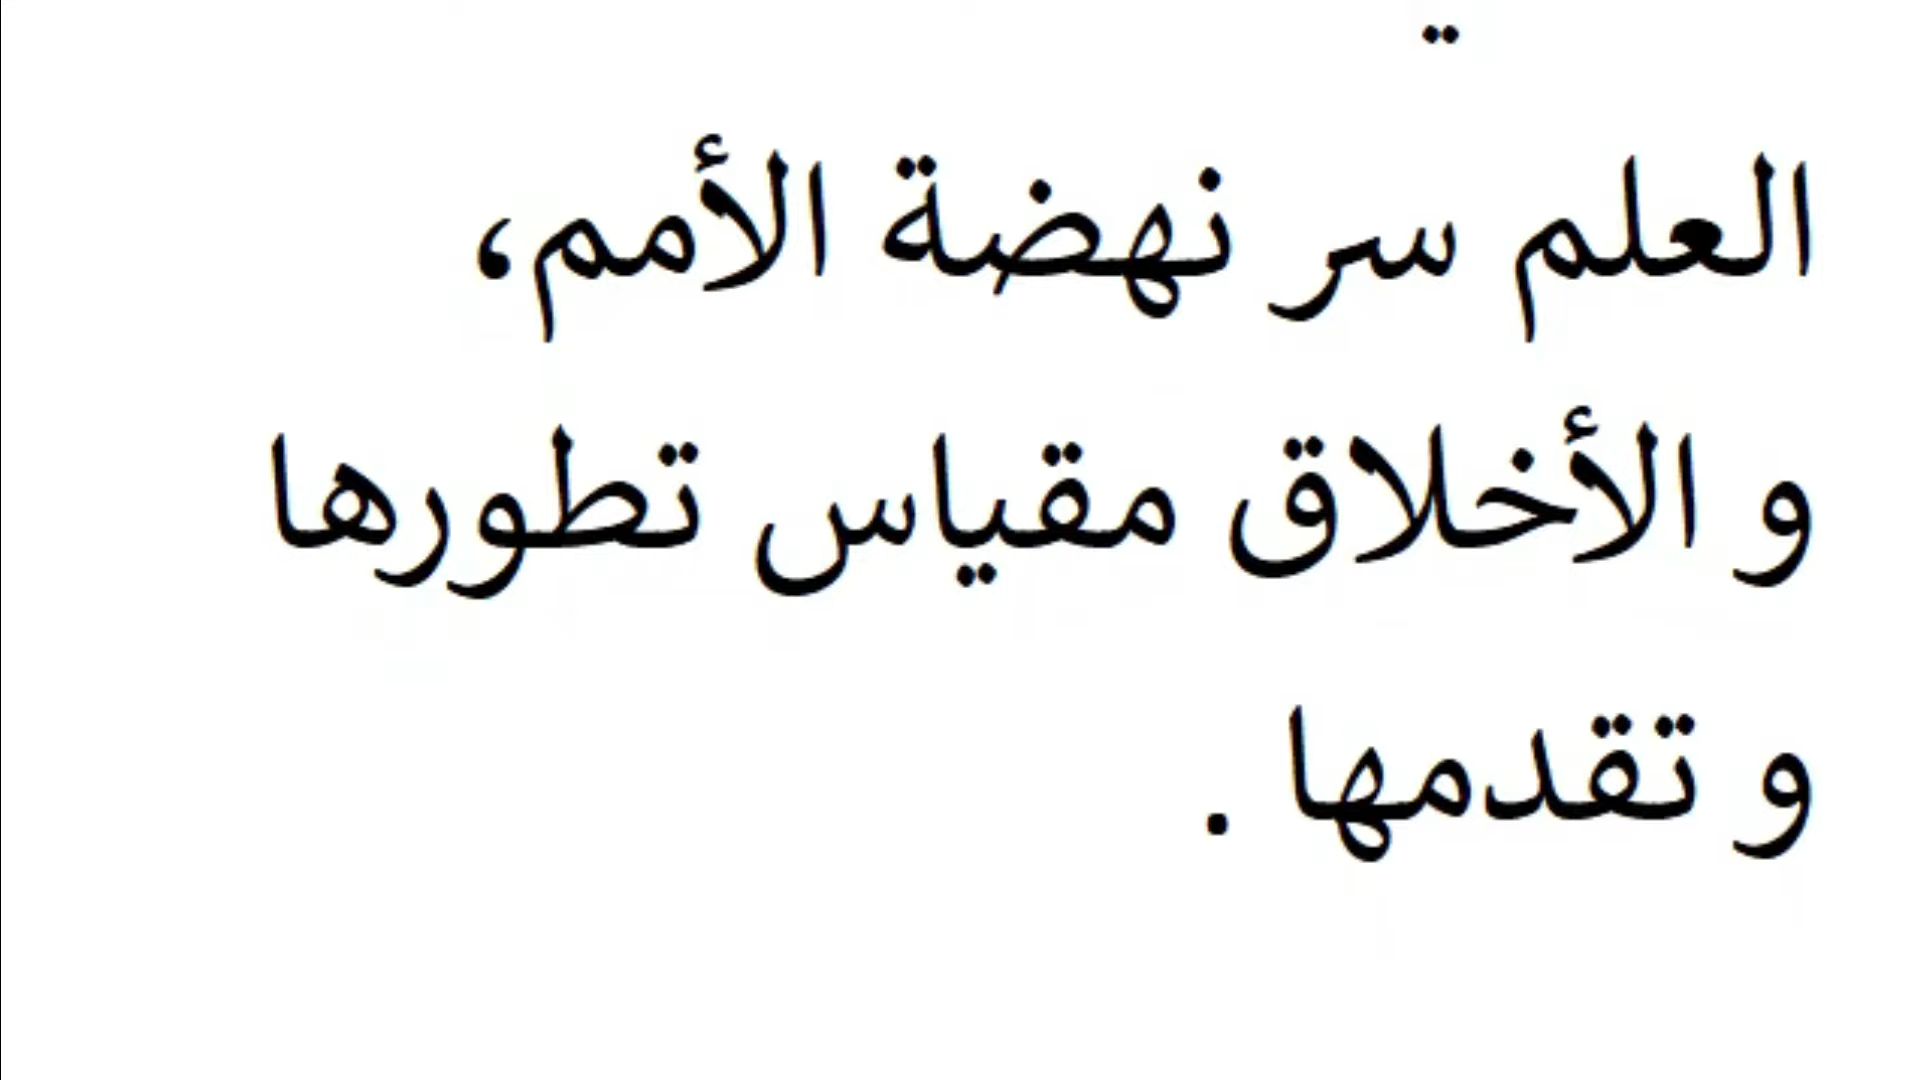 العلم سر نهضة الأمم،
و الأخلاق مقياس تطورها
و تقدمها .